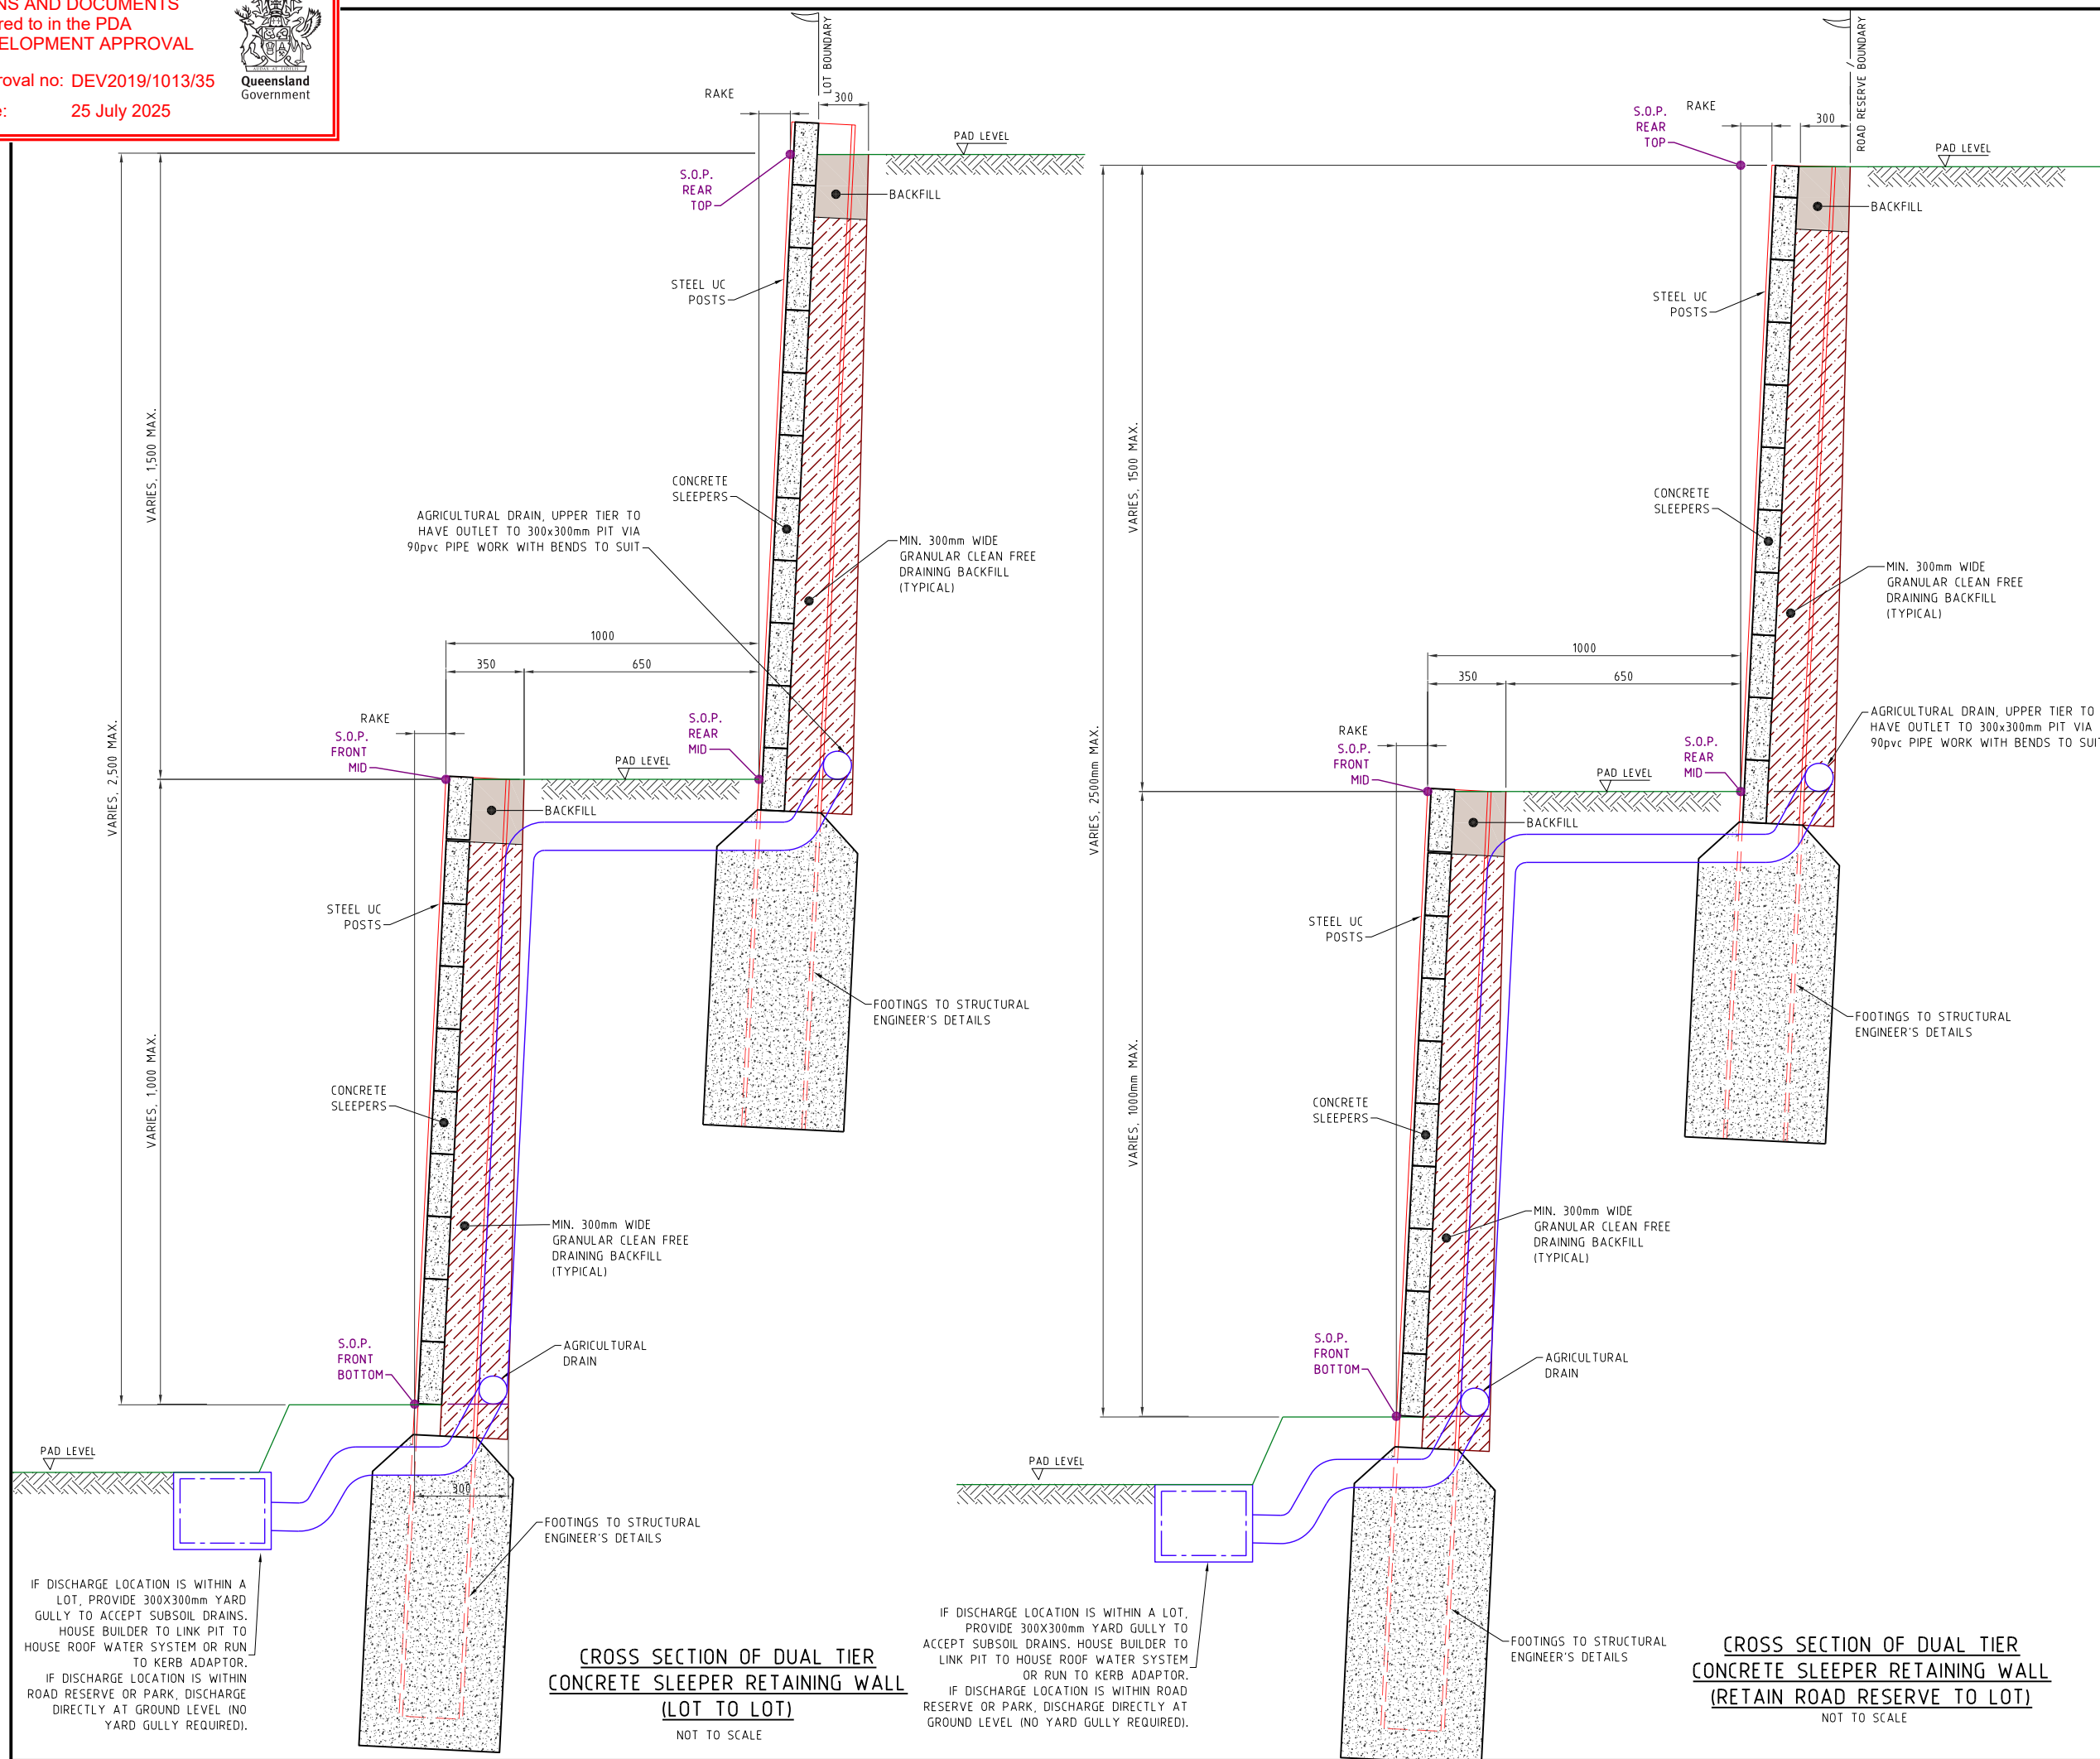 NS AND DOCUMENTS
red to in the PDA
ELOPMENT APPROVAL
roval no: DEV2019/1013/35
25 July 2025
Queensland
Government
LOT BOUNDARY
RAKE
300
PAD LEVEL
S.O.P.
REAR
TOP
BACKFILL
STEEL UC
POSTS
VARIES, 1,500 MAX.
CONCRETE
SLEEPERS
AGRICULTURAL DRAIN, UPPER TIER TO
HAVE OUTLET TO 300x300mm PIT VIA
90pvc PIPE WORK WITH BENDS TO SUIT
MIN. 300mm WIDE
GRANULAR CLEAN FREE
DRAINING BACKFILL
(TYPICAL)
1000
350
650
RAKE
S.O.P.
FRONT
MID
S.O.P.
REAR
MID
PAD LEVEL
VARIES, 2,500 MAX.
BACKFILL
STEEL UC
POSTS
FOOTINGS TO STRUCTURAL
ENGINEER'S DETAILS
VARIES, 1,000 MAX.
CONCRETE
SLEEPERS
MIN. 300mm WIDE
GRANULAR CLEAN FREE
DRAINING BACKFILL
(TYPICAL)
S.O.P.
FRONT
BOTTOM
AGRICULTURAL
DRAIN
PAD LEVEL
300
FOOTINGS TO STRUCTURAL
ENGINEER'S DETAILS
IF DISCHARGE LOCATION IS WITHIN A
LOT, PROVIDE 300X300mm YARD
GULLY TO ACCEPT SUBSOIL DRAINS.
HOUSE BUILDER TO LINK PIT TO
HOUSE ROOF WATER SYSTEM OR RUN
TO KERB ADAPTOR.
IF DISCHARGE LOCATION IS WITHIN
ROAD RESERVE OR PARK, DISCHARGE
DIRECTLY AT GROUND LEVEL (NO
YARD GULLY REQUIRED).
CROSS SECTION OF DUAL TIER
CONCRETE SLEEPER RETAINING WALL
(LOT TO LOT)
NOT TO SCALE
ROAD RESERVE BOUNDARY
S.O.P.
REAR
TOP
RAKE
300
PAD LEVEL
BACKFILL
STEEL UC
POSTS
VARIES, 1500 MAX.
CONCRETE
SLEEPERS
MIN. 300mm WIDE
GRANULAR CLEAN FREE
DRAINING BACKFILL
(TYPICAL)
1000
350
650
AGRICULTURAL DRAIN, UPPER TIER TO
HAVE OUTLET TO 300x300mm PIT VIA
90pvc PIPE WORK WITH BENDS TO SUIT
RAKE
S.O.P.
FRONT
MID
S.O.P.
REAR
MID
PAD LEVEL
VARIES, 2500mm MAX.
BACKFILL
STEEL UC
POSTS
FOOTINGS TO STRUCTURAL
ENGINEER'S DETAILS
VARIES, 1000mm MAX.
CONCRETE
SLEEPERS
MIN. 300mm WIDE
GRANULAR CLEAN FREE
DRAINING BACKFILL
(TYPICAL)
S.O.P.
FRONT
BOTTOM
AGRICULTURAL
DRAIN
PAD LEVEL
IF DISCHARGE LOCATION IS WITHIN A LOT,
PROVIDE 300X300mm YARD GULLY TO
ACCEPT SUBSOIL DRAINS. HOUSE BUILDER TO
LINK PIT TO HOUSE ROOF WATER SYSTEM
OR RUN TO KERB ADAPTOR.
IF DISCHARGE LOCATION IS WITHIN ROAD
RESERVE OR PARK, DISCHARGE DIRECTLY AT
GROUND LEVEL (NO YARD GULLY REQUIRED).
FOOTINGS TO STRUCTURAL
ENGINEER'S DETAILS
CROSS SECTION OF DUAL TIER
CONCRETE SLEEPER RETAINING WALL
(RETAIN ROAD RESERVE TO LOT)
NOT TO SCALE